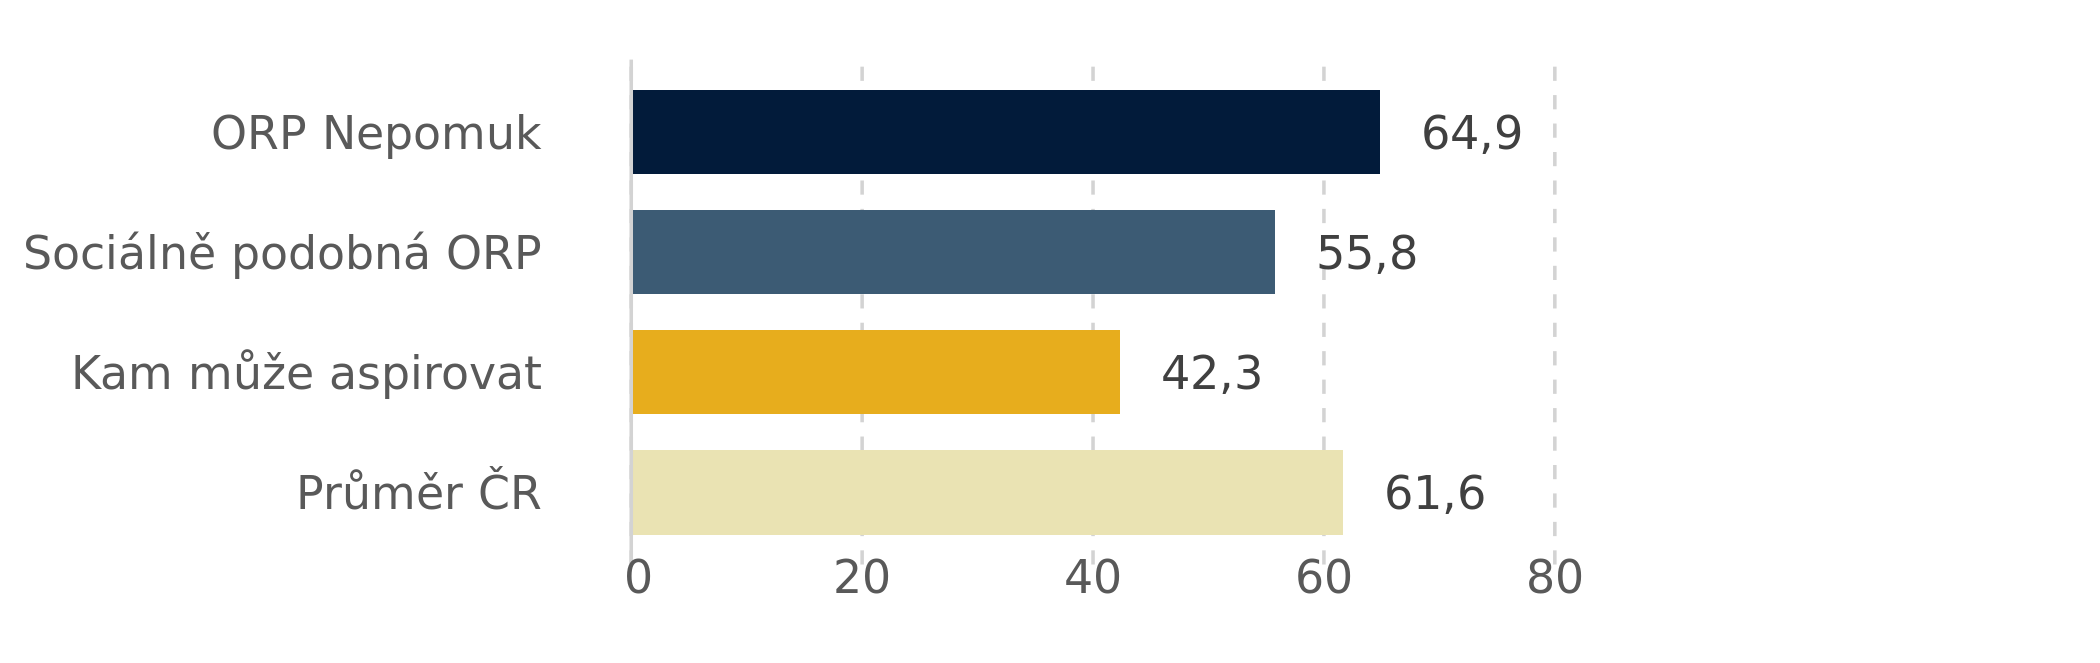 ORP Nepomuk 64,9
Sociálně podobná ORP 55,8
Kam může aspirovat 42,3
Průměr ČR 61,6
0 20 40 60 80